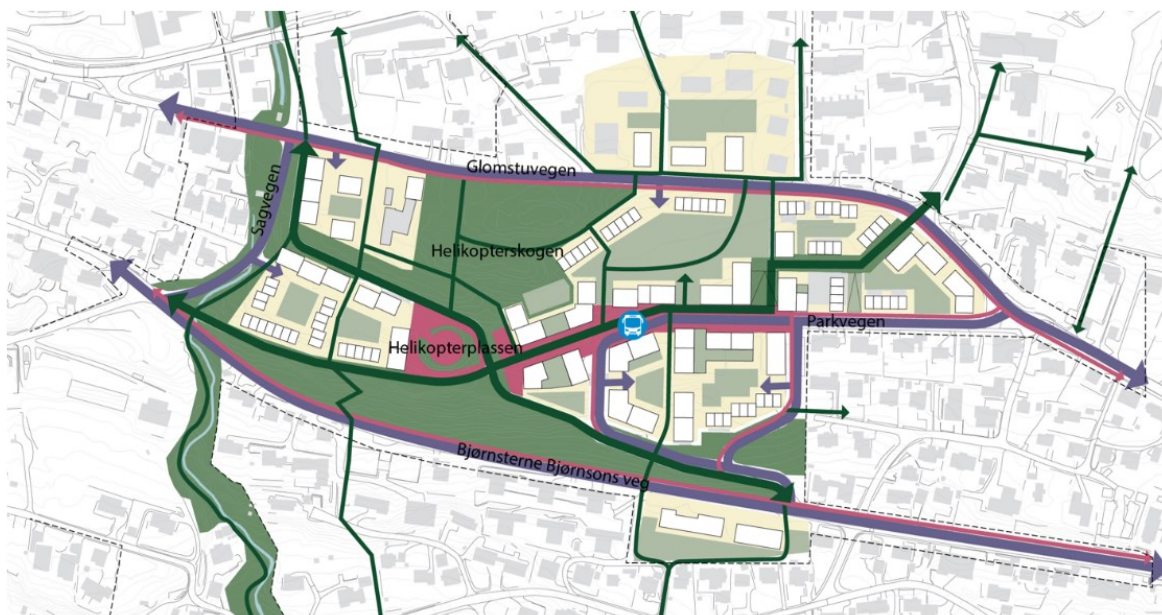 Glomstuvegen
Sagvegen
Helikopterskogen
Parkvegen
Helikopterplassen
Bjørnsterne Bjørnsons veg